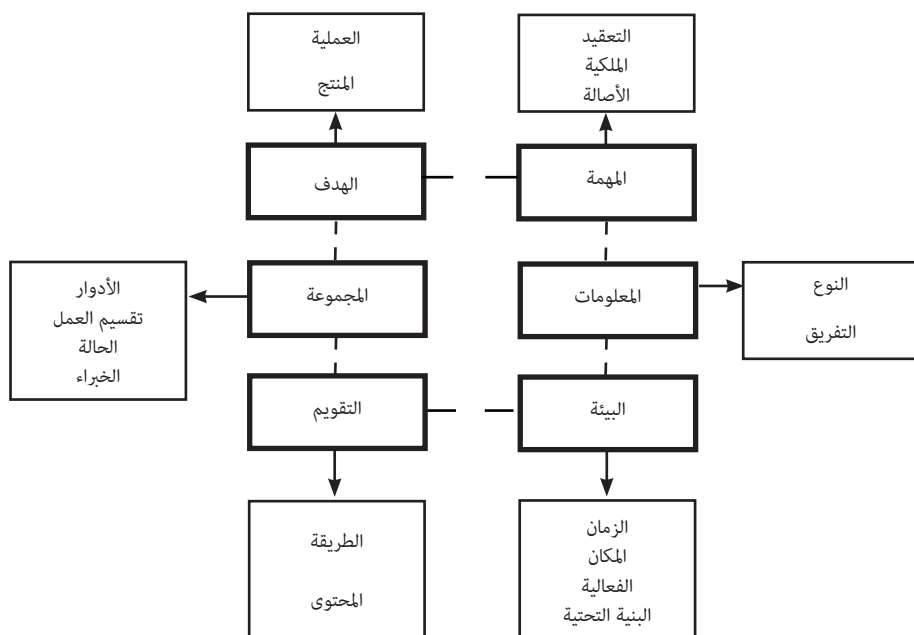 التعقيد
الملكية
الأصالة
العملية
المنتج
المهمة
الهدف
النوع
التفريق
المعلومات
المجموعة
الأدوار
تقسيم العمل
الحالة
الخبراء
البيئة
التقويم
الزمان
المكان
الفعالية
البنية التحتية
الطريقة
المحتوى